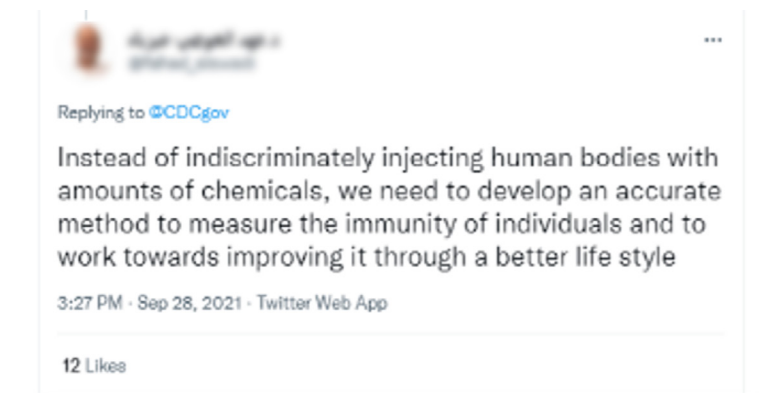 Replying to @CDCgov
Instead of indiscriminately injecting human bodies with
amounts of chemicals, we need to develop an accurate
method to measure the immunity of individuals and to
work towards improving it through a better life style
3:27 PM · Sep 28, 2021 · Twitter Web App
12 Likes